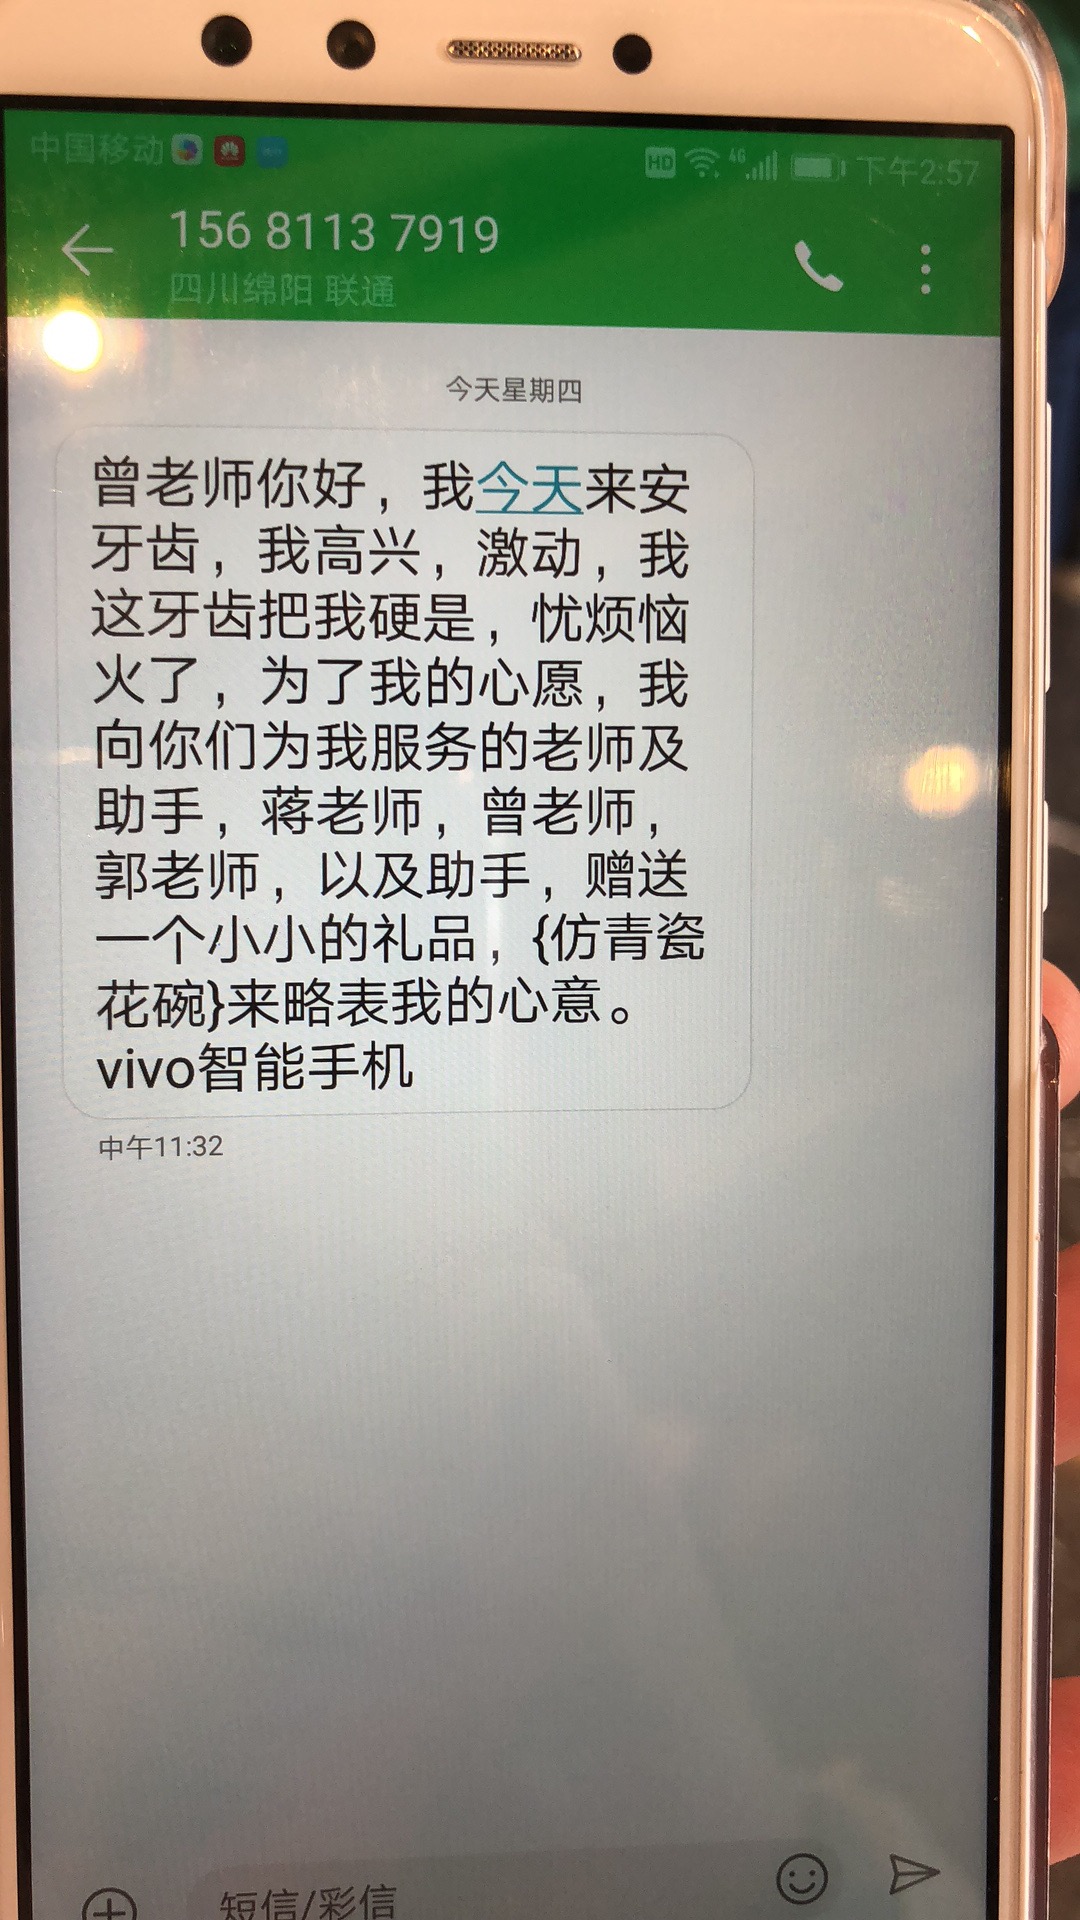 中国移动
HD 4G 下午2:57
156 8113 7919
四川绵阳 联通
今天星期四
曾老师你好，我今天来安
牙齿，我高兴，激动，我
这牙齿把我硬是，忧烦恼
火了，为了我的心愿，我
向你们为我服务的老师及
助手，蒋老师，曾老师，
郭老师，以及助手，赠送
一个小小的礼品，{仿青瓷
花碗}来略表我的心意。
vivo智能手机
中午11:32
短信/彩信